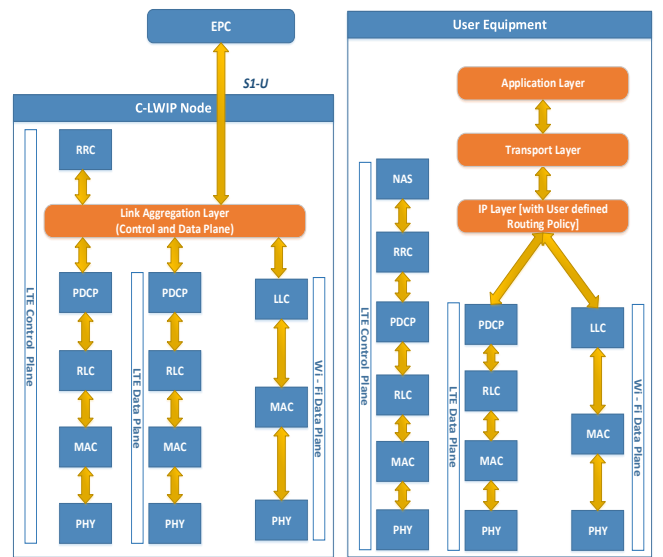 EPC
S1-U
C-LWIP Node
RRC
Link Aggregation Layer
(Control and Data Plane)
LTE Control Plane
PDCP
RLC
MAC
PHY
LTE Data Plane
PDCP
RLC
MAC
PHY
LLC
MAC
PHY
Wi - Fi Data Plane
User Equipment
Application Layer
Transport Layer
IP Layer [with User defined
Routing Policy]
LTE Control Plane
NAS
RRC
PDCP
RLC
MAC
PHY
LTE Data Plane
PDCP
RLC
MAC
PHY
LLC
MAC
PHY
Wi - Fi Data Plane